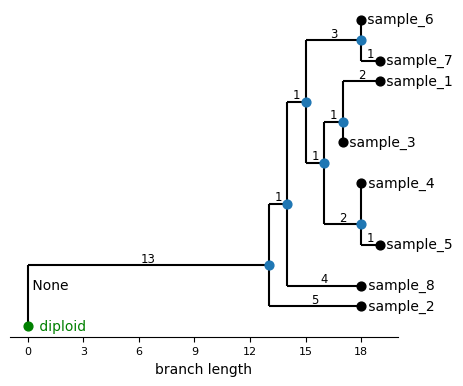 sample_6
3
1
sample_7
2
sample_1
1
1
sample_3
1
sample_4
1
2
1
sample_5
13
4
sample_8
None
5
sample_2
diploid
0 3 6 9 12 15 18
branch length